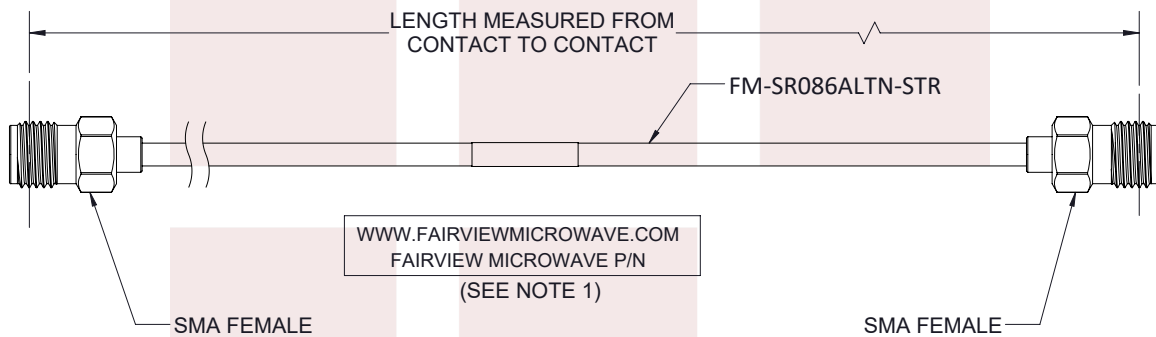 LENGTH MEASURED FROM
CONTACT TO CONTACT
FM-SR086ALTN-STR
WWW.FAIRVIEWMICROWAVE.COM
FAIRVIEW MICROWAVE P/N
(SEE NOTE 1)
SMA FEMALE
SMA FEMALE